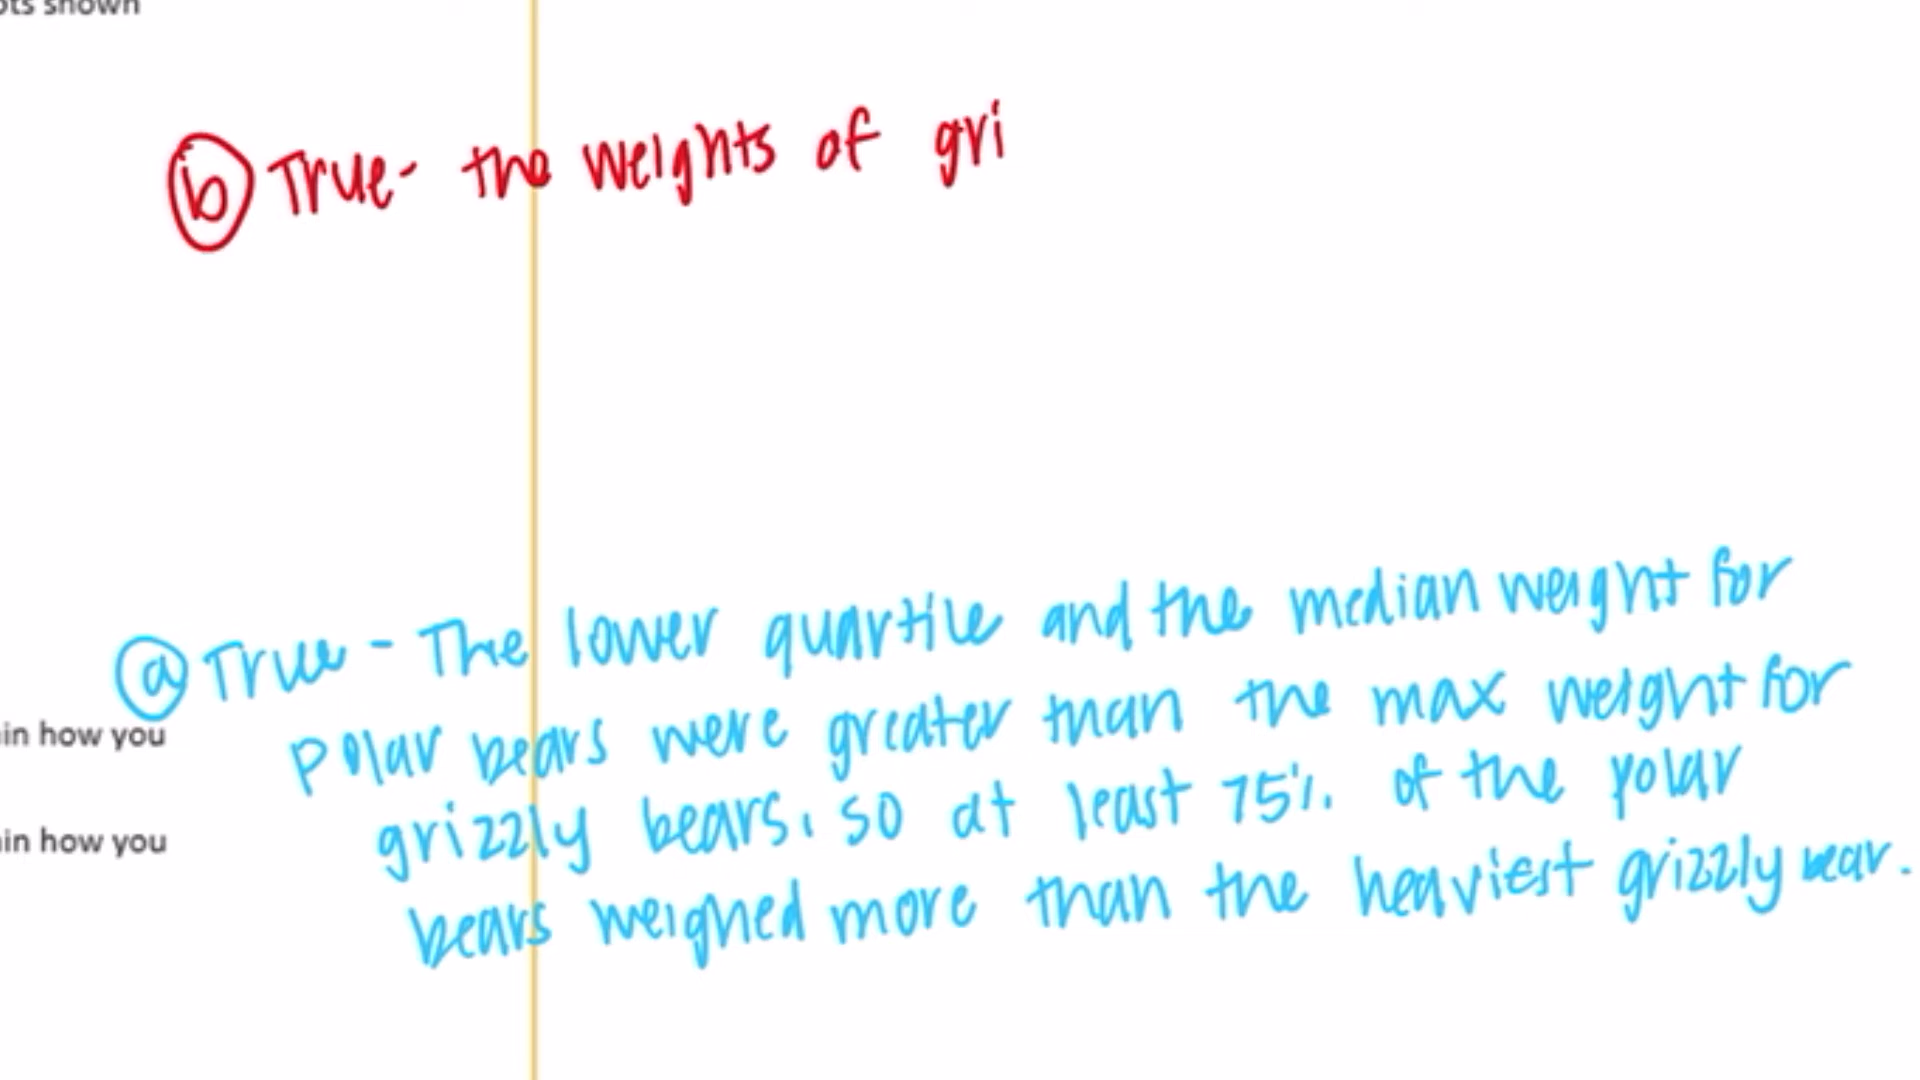 ots shown
b True- the weights of gri
a True - The lower quartile and the median weight for
polar bears were greater than the max weight for
in how you
grizzly bears, so at least 75% of the polar
in how you
bears weighed more than the heaviest grizzly bear.